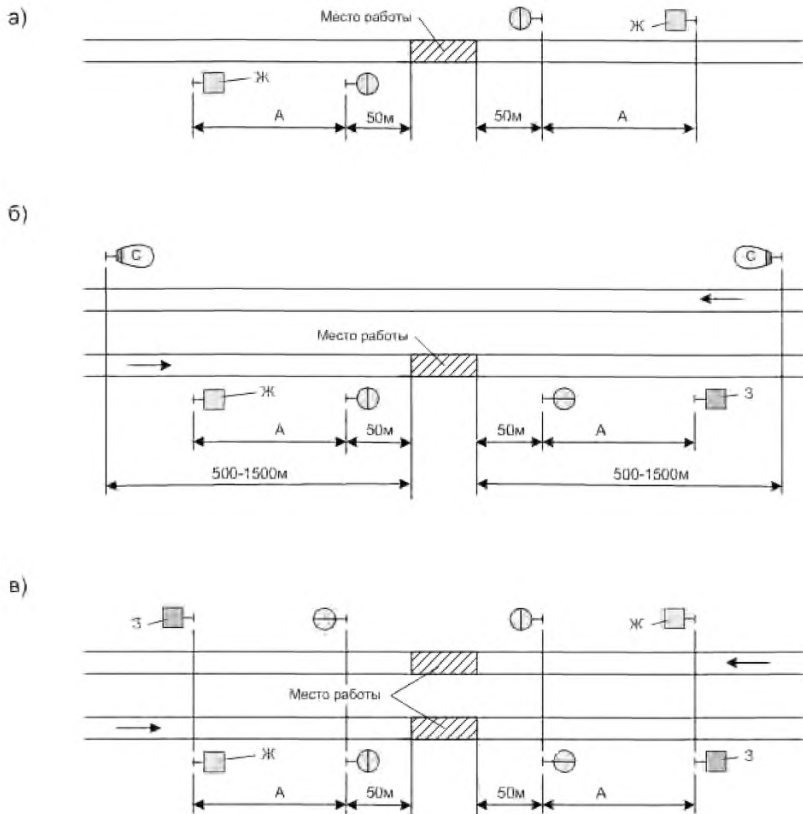 а)
Место работы
Ж
Ж
А
50м
50м
А
б)
С
С
Место работы
Ж
З
А
50м
50м
А
500-1500м
500-1500м
в)
З
Ж
Место работы
Ж
З
А
50м
50м
А